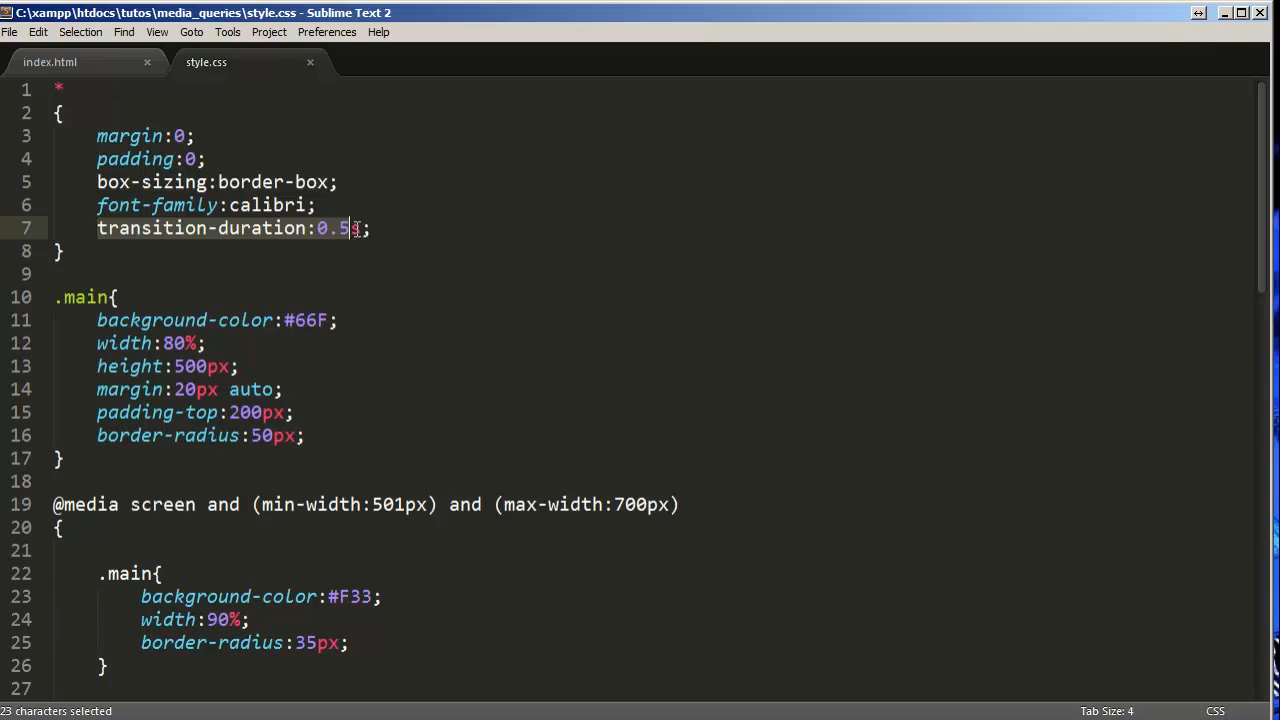 C:\xampp\htdocs\tutos\media_queries\style.css - Sublime Text 2
File Edit Selection Find View Goto Tools Project Preferences Help
index.html × style.css ×
1 *
2 {
3 margin:0;
4 padding:0;
5 box-sizing:border-box;
6 font-family:calibri;
7 transition-duration:0.5s;
8 }
9
10 .main{
11 background-color:#66F;
12 width:80%;
13 height:500px;
14 margin:20px auto;
15 padding-top:200px;
16 border-radius:50px;
17 }
18
19 @media screen and (min-width:501px) and (max-width:700px)
20 {
21
22 .main{
23 background-color:#F33;
24 width:90%;
25 border-radius:35px;
26 }
27
23 characters selected Tab Size: 4 CSS